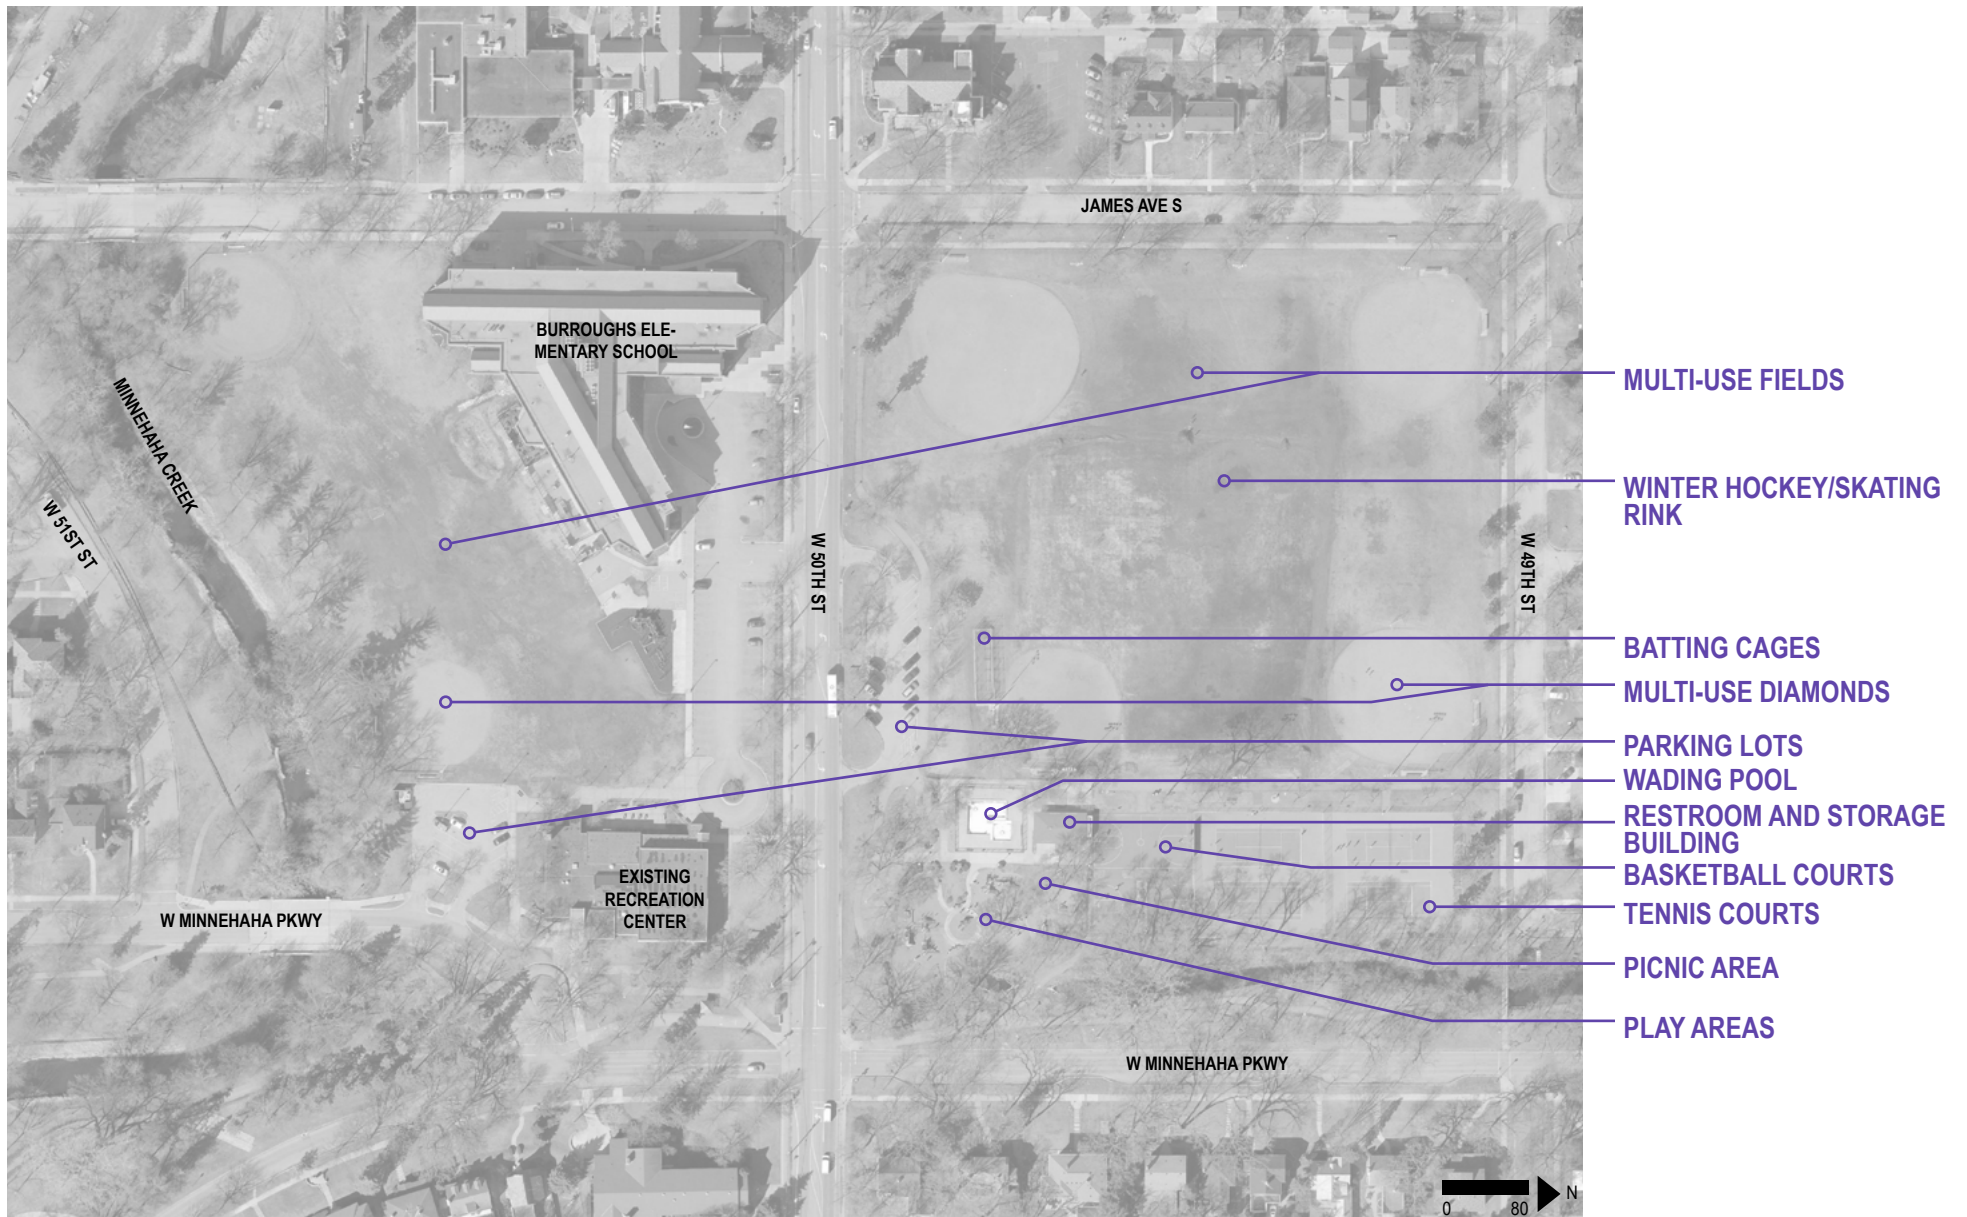 JAMES AVE S
BURROUGHS ELE-
MENTARY SCHOOL
MINNEHAHA CREEK
W 51ST ST
W 50TH ST
W 49TH ST
EXISTING
RECREATION
CENTER
W MINNEHAHA PKWY
W MINNEHAHA PKWY
MULTI-USE FIELDS
WINTER HOCKEY/SKATING
RINK
BATTING CAGES
MULTI-USE DIAMONDS
PARKING LOTS
WADING POOL
RESTROOM AND STORAGE
BUILDING
BASKETBALL COURTS
TENNIS COURTS
PICNIC AREA
PLAY AREAS
0 80 N